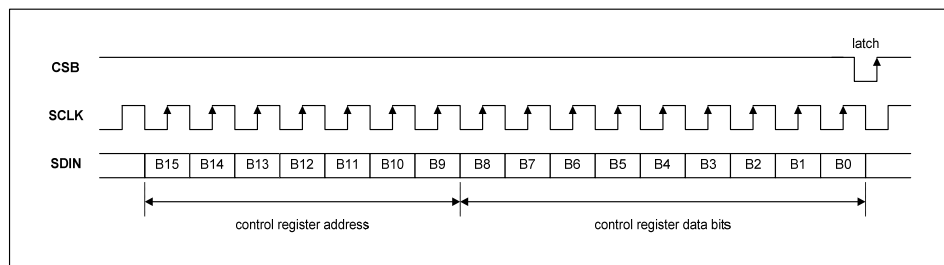 latch
CSB
SCLK
SDIN B15 B14 B13 B12 B11 B10 B9 B8 B7 B6 B5 B4 B3 B2 B1 B0
control register address control register data bits